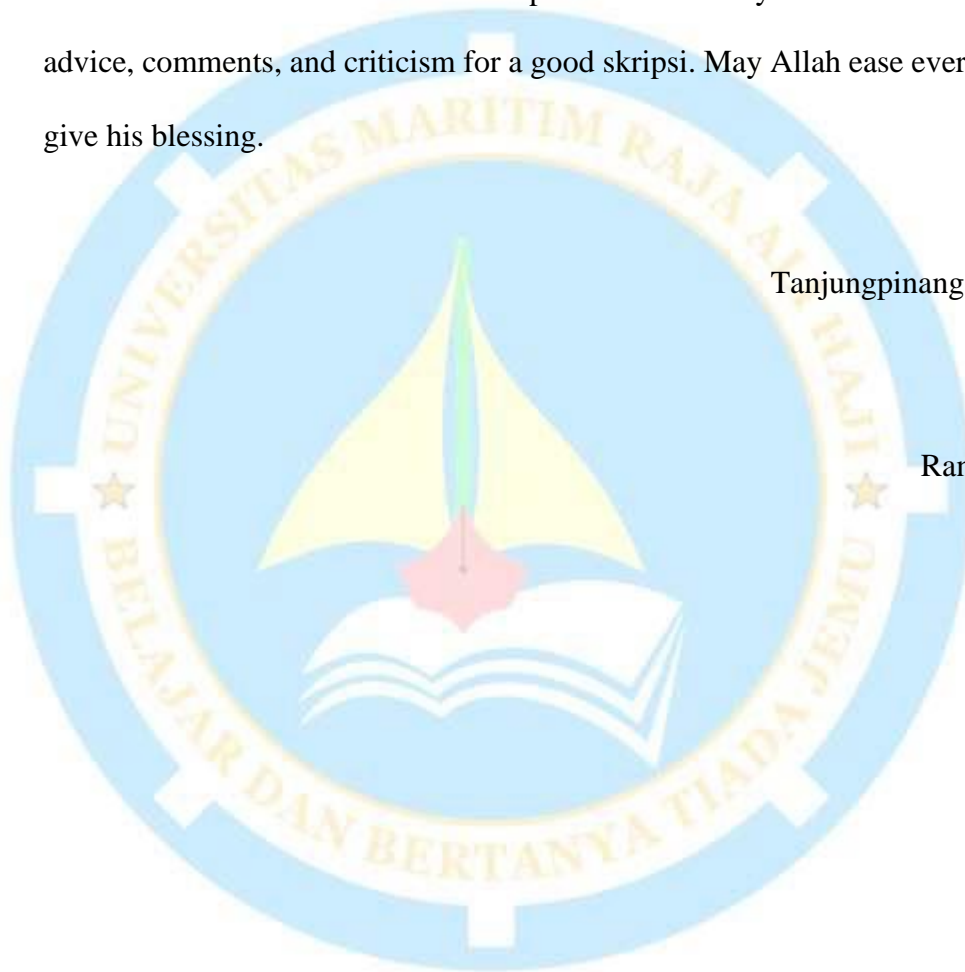 advice, comments, and criticism for a good skripsi. May Allah ease
give his blessing.
UNIVERSITAS MARITIM RAJA ALI HAJI
Tanjungpinang
BELAJAR DAN BERTANYA TIADA JEMU